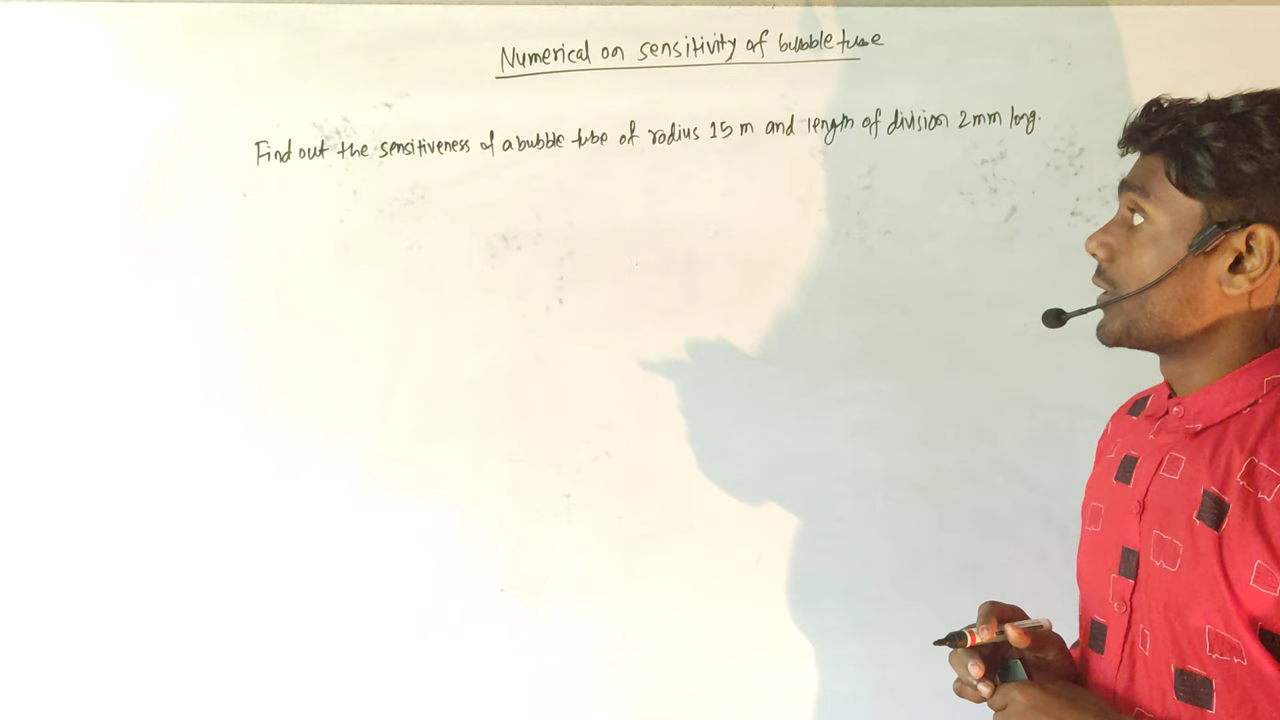 Numerical on sensitivity of bubble tube
Find out the sensitiveness of a bubble tube of radius 15 m and length of division 2mm long.